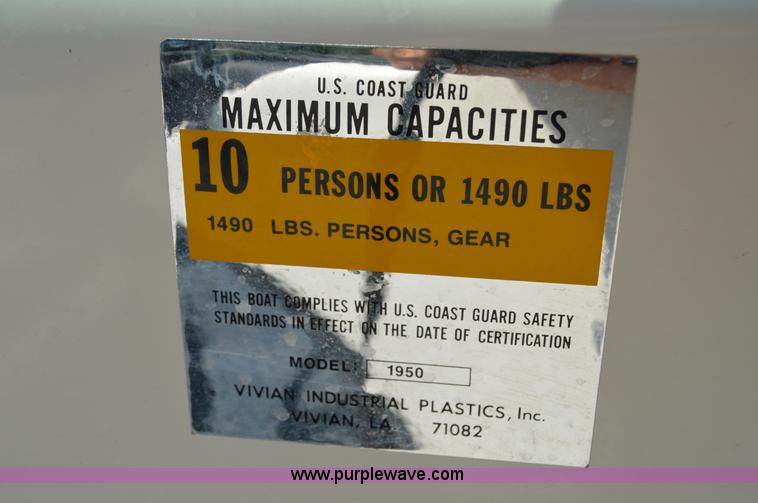 U.S. COAST GUARD
MAXIMUM CAPACITIES
10 PERSONS OR 1490 LBS
1490 LBS. PERSONS, GEAR
THIS BOAT COMPLIES WITH U.S. COAST GUARD SAFETY
STANDARDS IN EFFECT ON THE DATE OF CERTIFICATION
MODEL: 1950
VIVIAN INDUSTRIAL PLASTICS, Inc.
VIVIAN, LA. 71082
www.purplewave.com